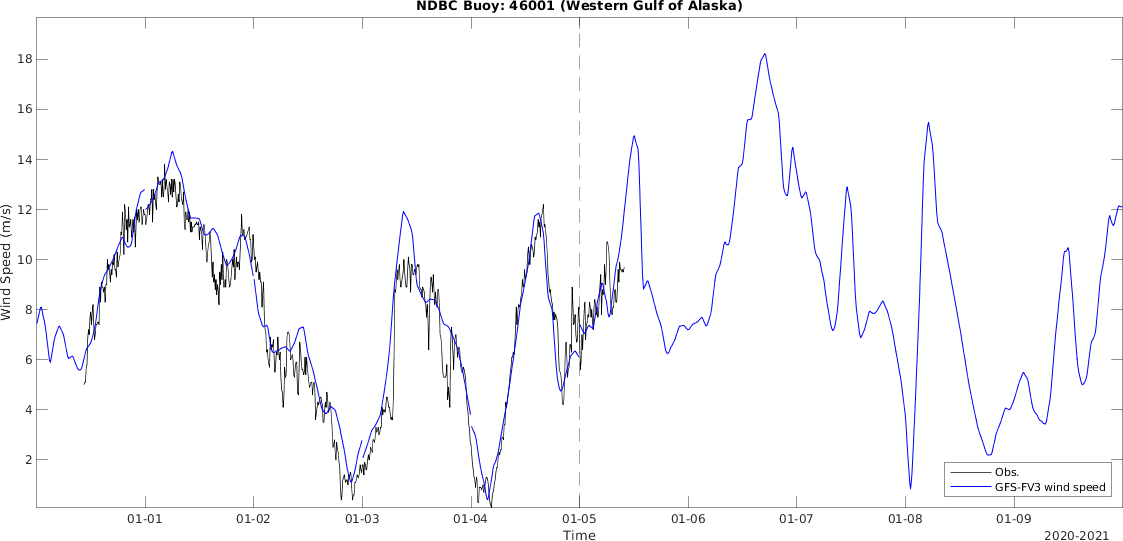 NDBC Buoy: 46001 (Western Gulf of Alaska)
18
16
14
12
10
8
6
4
2
Wind Speed (m/s)
01-01 01-02 01-03 01-04 01-05 01-06 01-07 01-08 01-09
Time
2020-2021
Obs.
GFS-FV3 wind speed